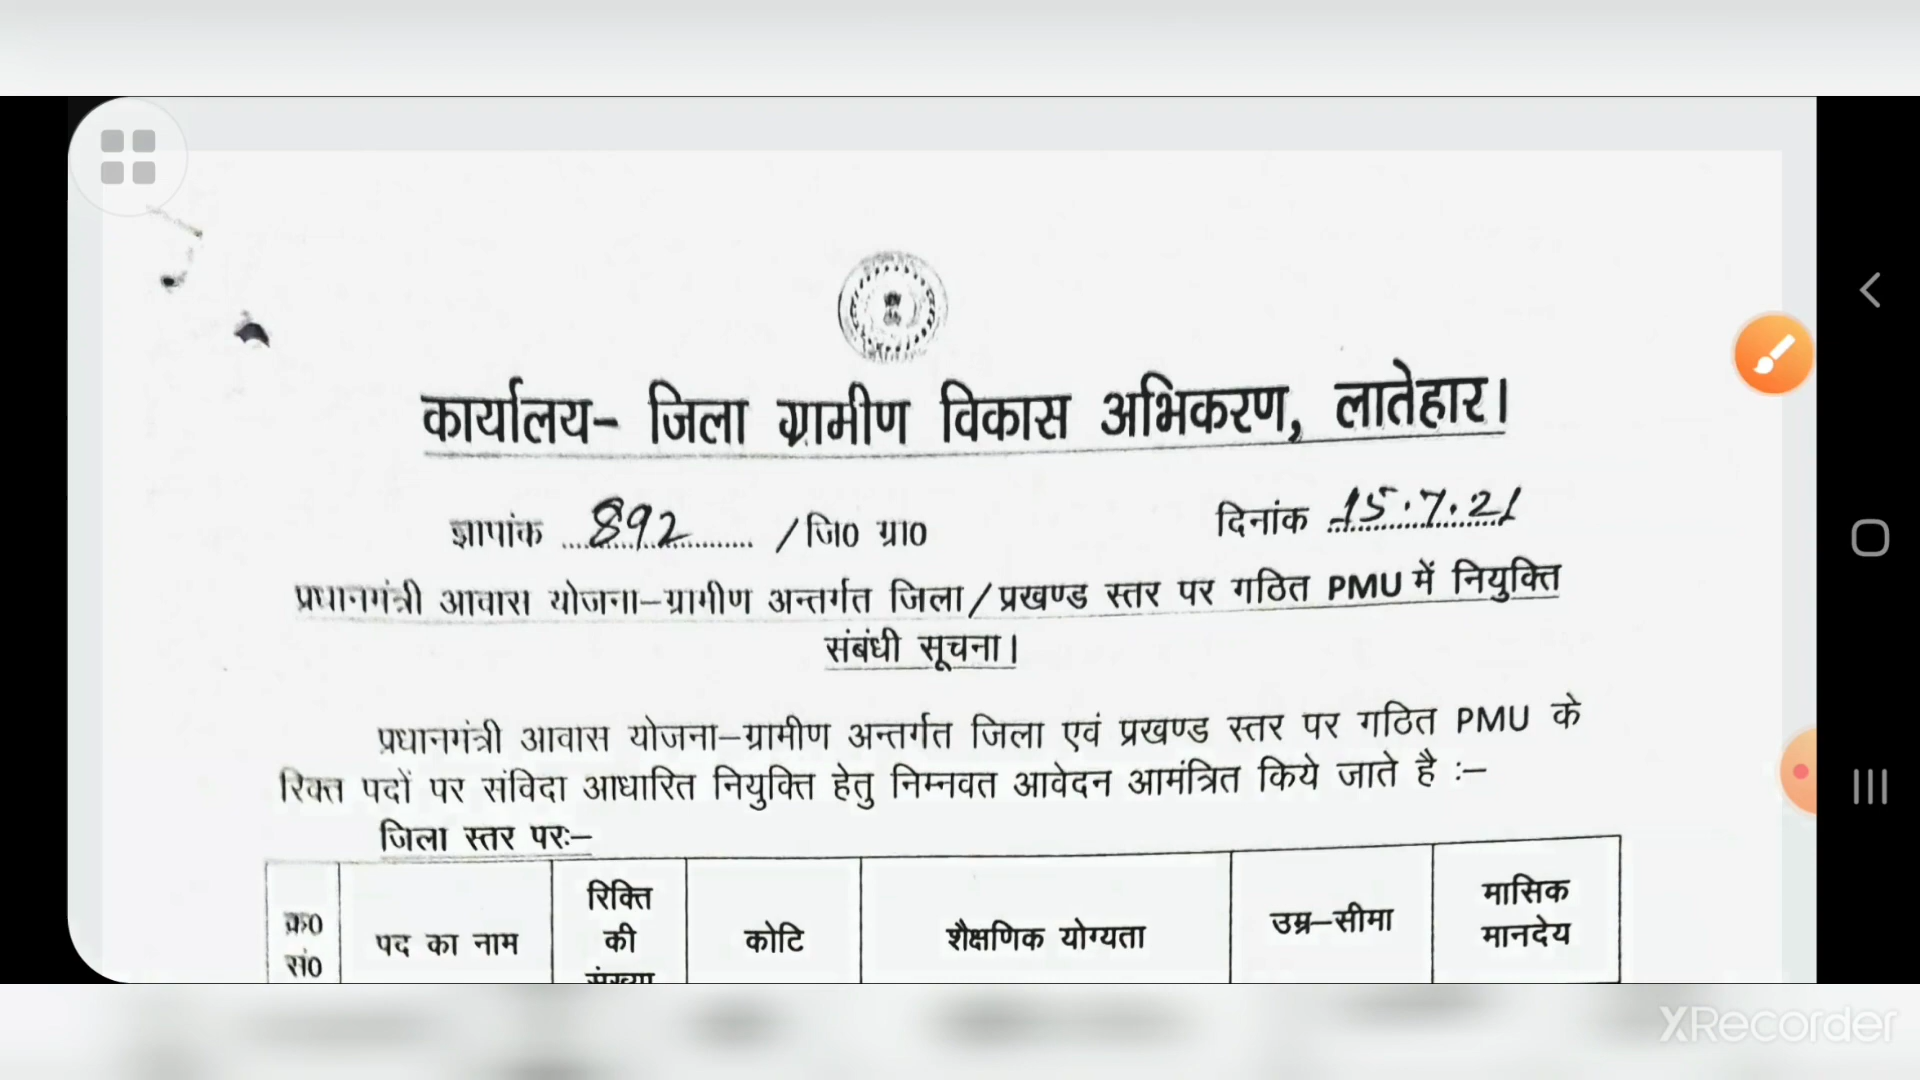 कार्यालय- जिला ग्रामीण विकास अभिकरण, लातेहार।
ज्ञापांक 892 /जि0 ग्रा0 दिनांक 15.7.21
प्रधानमंत्री आवास योजना-ग्रामीण अन्तर्गत जिला/प्रखण्ड स्तर पर गठित PMU में नियुक्ति
संबंधी सूचना।
प्रधानमंत्री आवास योजना-ग्रामीण अन्तर्गत जिला एवं प्रखण्ड स्तर पर गठित PMU के
रिक्त पदों पर संविदा आधारित नियुक्ति हेतु निम्नवत आवेदन आमंत्रित किये जाते है :-
जिला स्तर पर:-
क्र0 सं0
पद का नाम
रिक्ति
की
संख्या
कोटि
शैक्षणिक योग्यता
उम्र-सीमा
मासिक
मानदेय
XRecorder